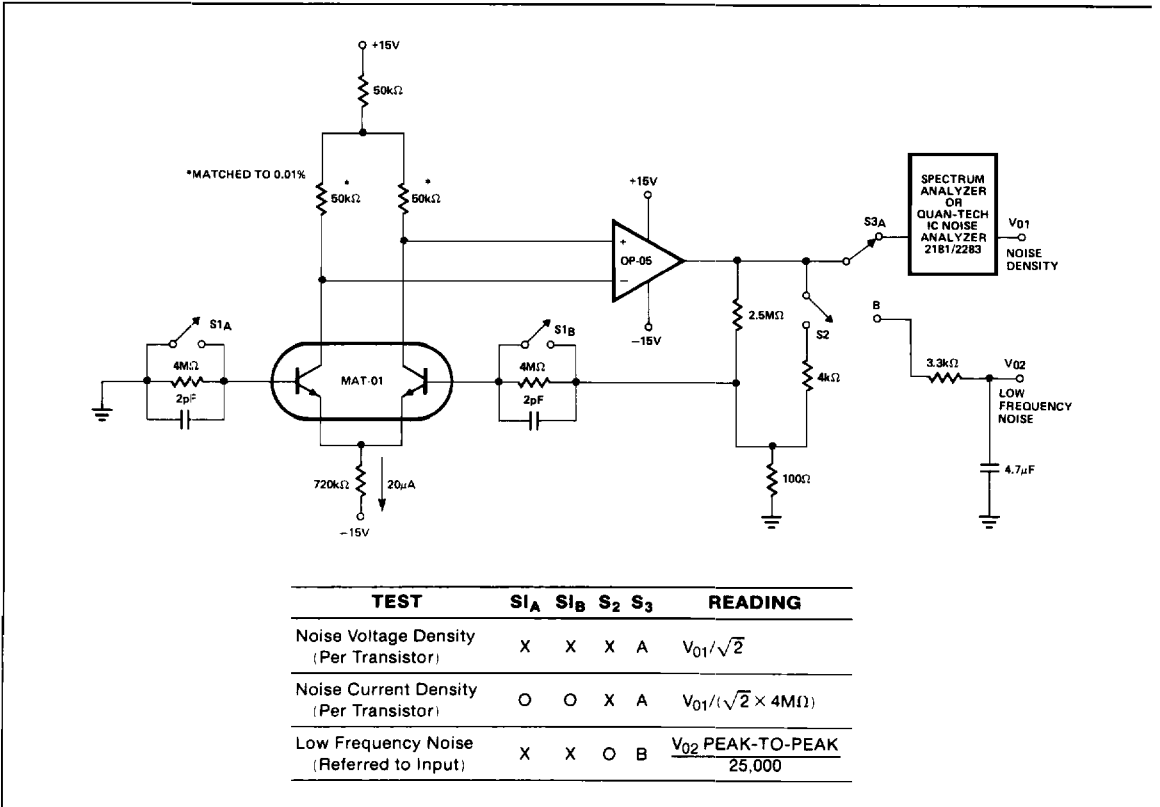 +15V
50kΩ
*MATCHED TO 0.01%
*
50kΩ
*
50kΩ
+15V
+
OP-05
−
−15V
S3A
SPECTRUM
ANALYZER
OR
QUAN-TECH
IC NOISE
ANALYZER
2181/2283
V01
NOISE
DENSITY
S1A
4MΩ
2pF
MAT-01
S1B
4MΩ
2pF
2.5MΩ
S2
4kΩ
B
3.3kΩ
V02
LOW
FREQUENCY
NOISE
720kΩ
20μA
−15V
100Ω
4.7μF
TEST SIA SIB S2 S3 READING
Noise Voltage Density
(Per Transistor) X X X A V01/√2
Noise Current Density
(Per Transistor) O O X A V01/(√2 × 4MΩ)
Low Frequency Noise
(Referred to Input) X X O B V02 PEAK-TO-PEAK
25,000